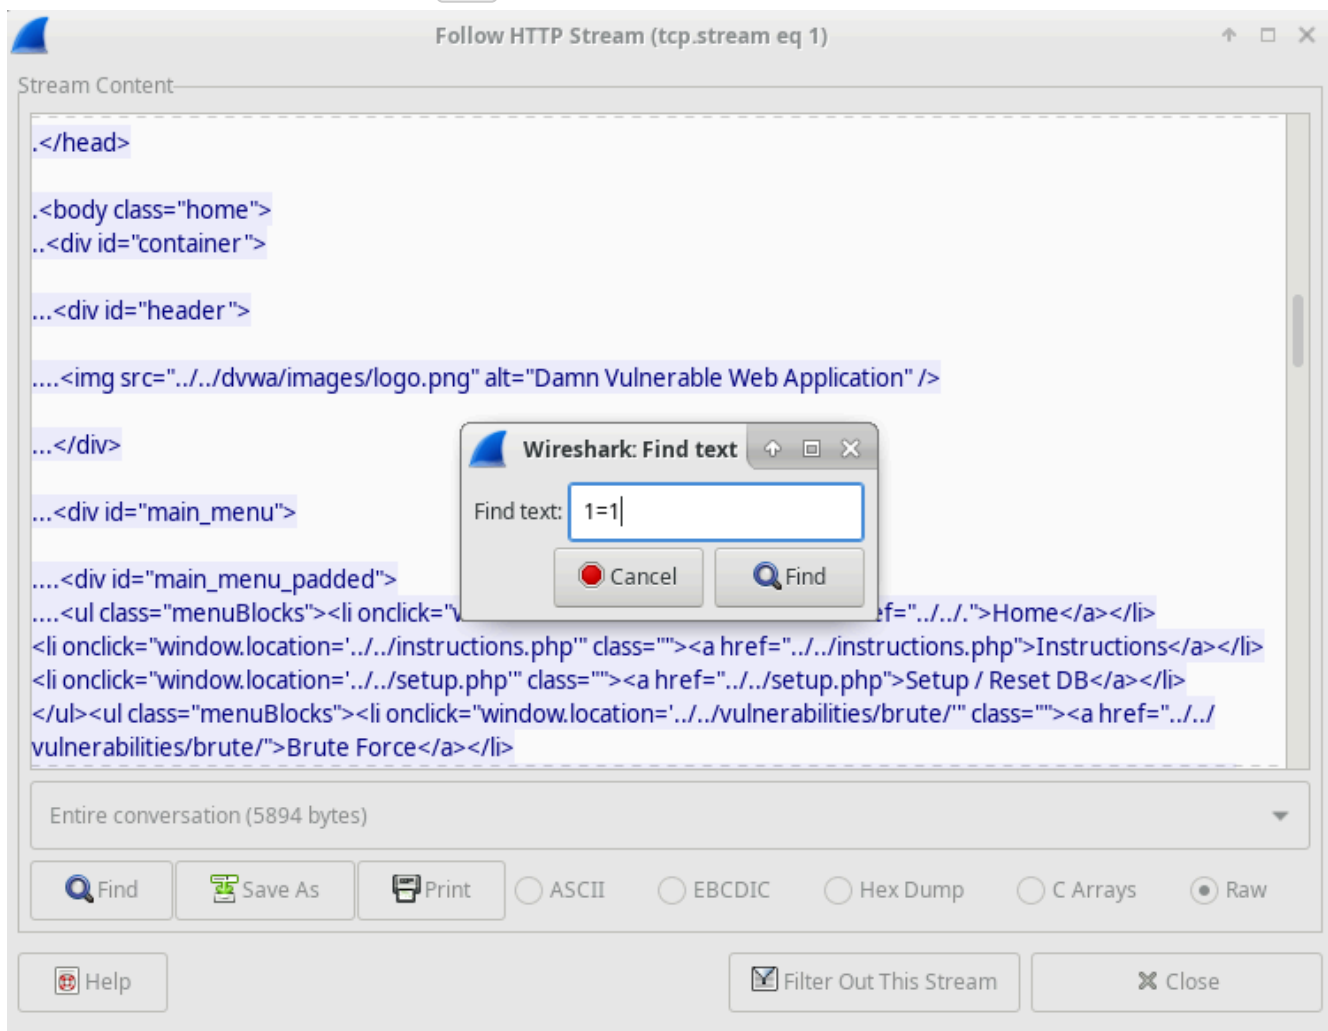 Follow HTTP Stream (tcp.stream eq 1)
Stream Content
.</head>
.<body class="home">
..<div id="container">
...<div id="header">
....<img src="../../dvwa/images/logo.png" alt="Damn Vulnerable Web Application" />
...</div>
Wireshark: Find text
...<div id="main_menu">
Find text: 1=1
....<div id="main_menu_padded">
Cancel Find
....<ul class="menuBlocks"><li onclick="ef="../../.">Home</a></li>
<li onclick="window.location='../../instructions.php'" class=""><a href="../../instructions.php">Instructions</a></li>
<li onclick="window.location='../../setup.php'" class=""><a href="../../setup.php">Setup / Reset DB</a></li>
</ul><ul class="menuBlocks"><li onclick="window.location='../../vulnerabilities/brute/'" class=""><a href="../../
vulnerabilities/brute/">Brute Force</a></li>
Entire conversation (5894 bytes)
Find Save As Print ASCII EBCDIC Hex Dump C Arrays Raw
Help Filter Out This Stream Close